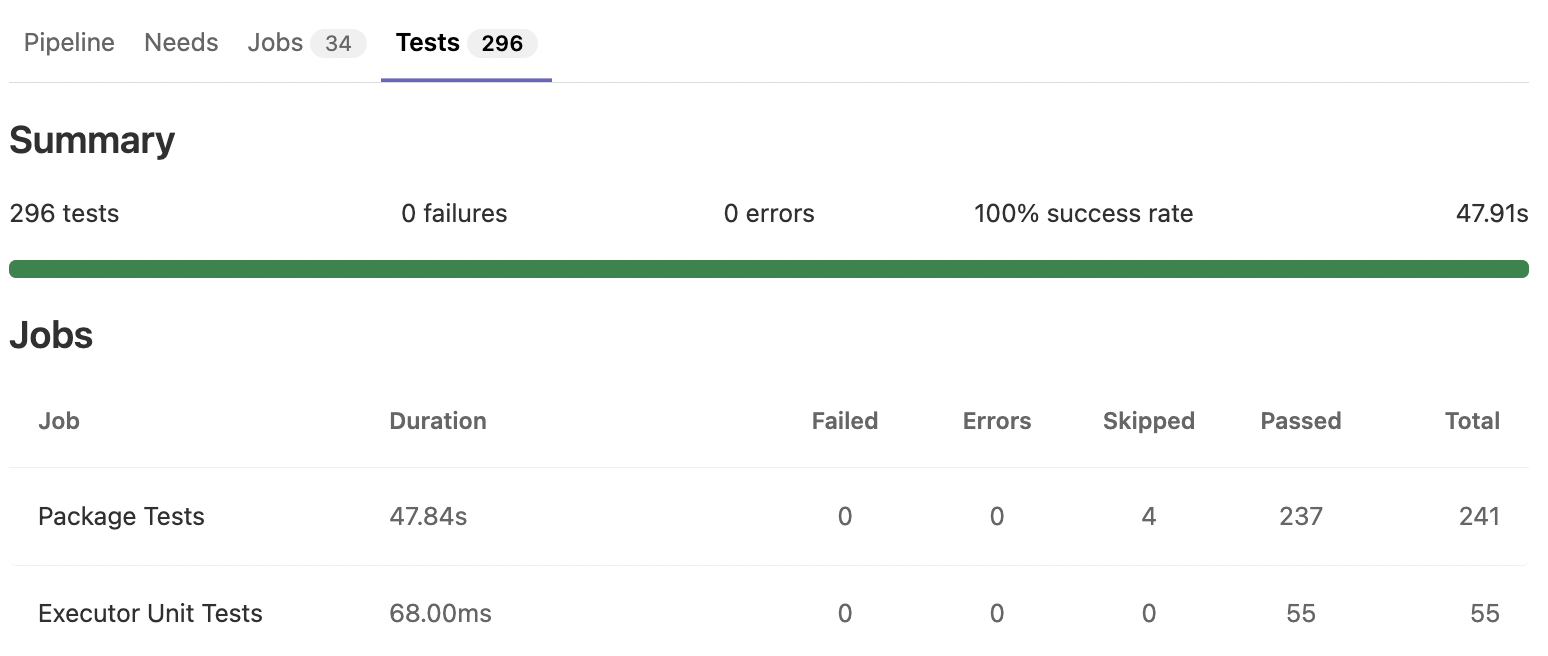 Pipeline Needs Jobs 34 Tests 296
Summary
296 tests 0 failures 0 errors 100% success rate 47.91s
Jobs
Job Duration Failed Errors Skipped Passed Total
Package Tests 47.84s 0 0 4 237 241
Executor Unit Tests 68.00ms 0 0 0 55 55